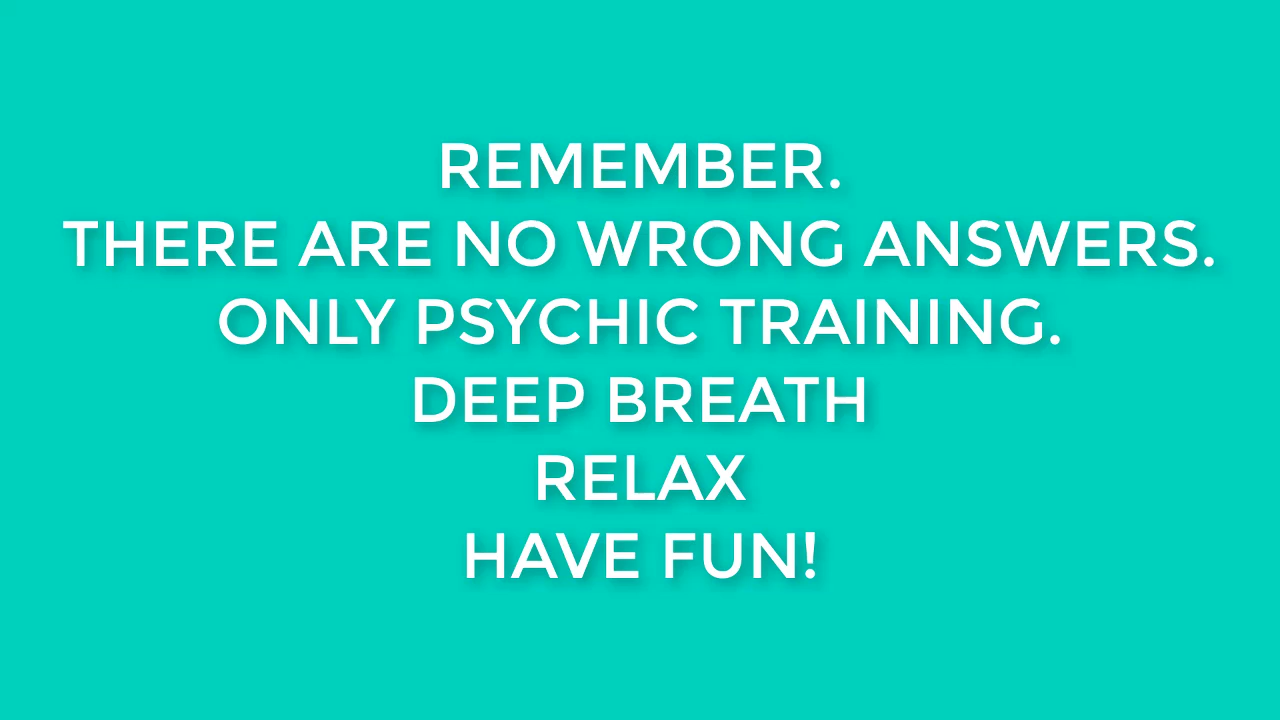 REMEMBER.
THERE ARE NO WRONG ANSWERS.
ONLY PSYCHIC TRAINING.
DEEP BREATH
RELAX
HAVE FUN!